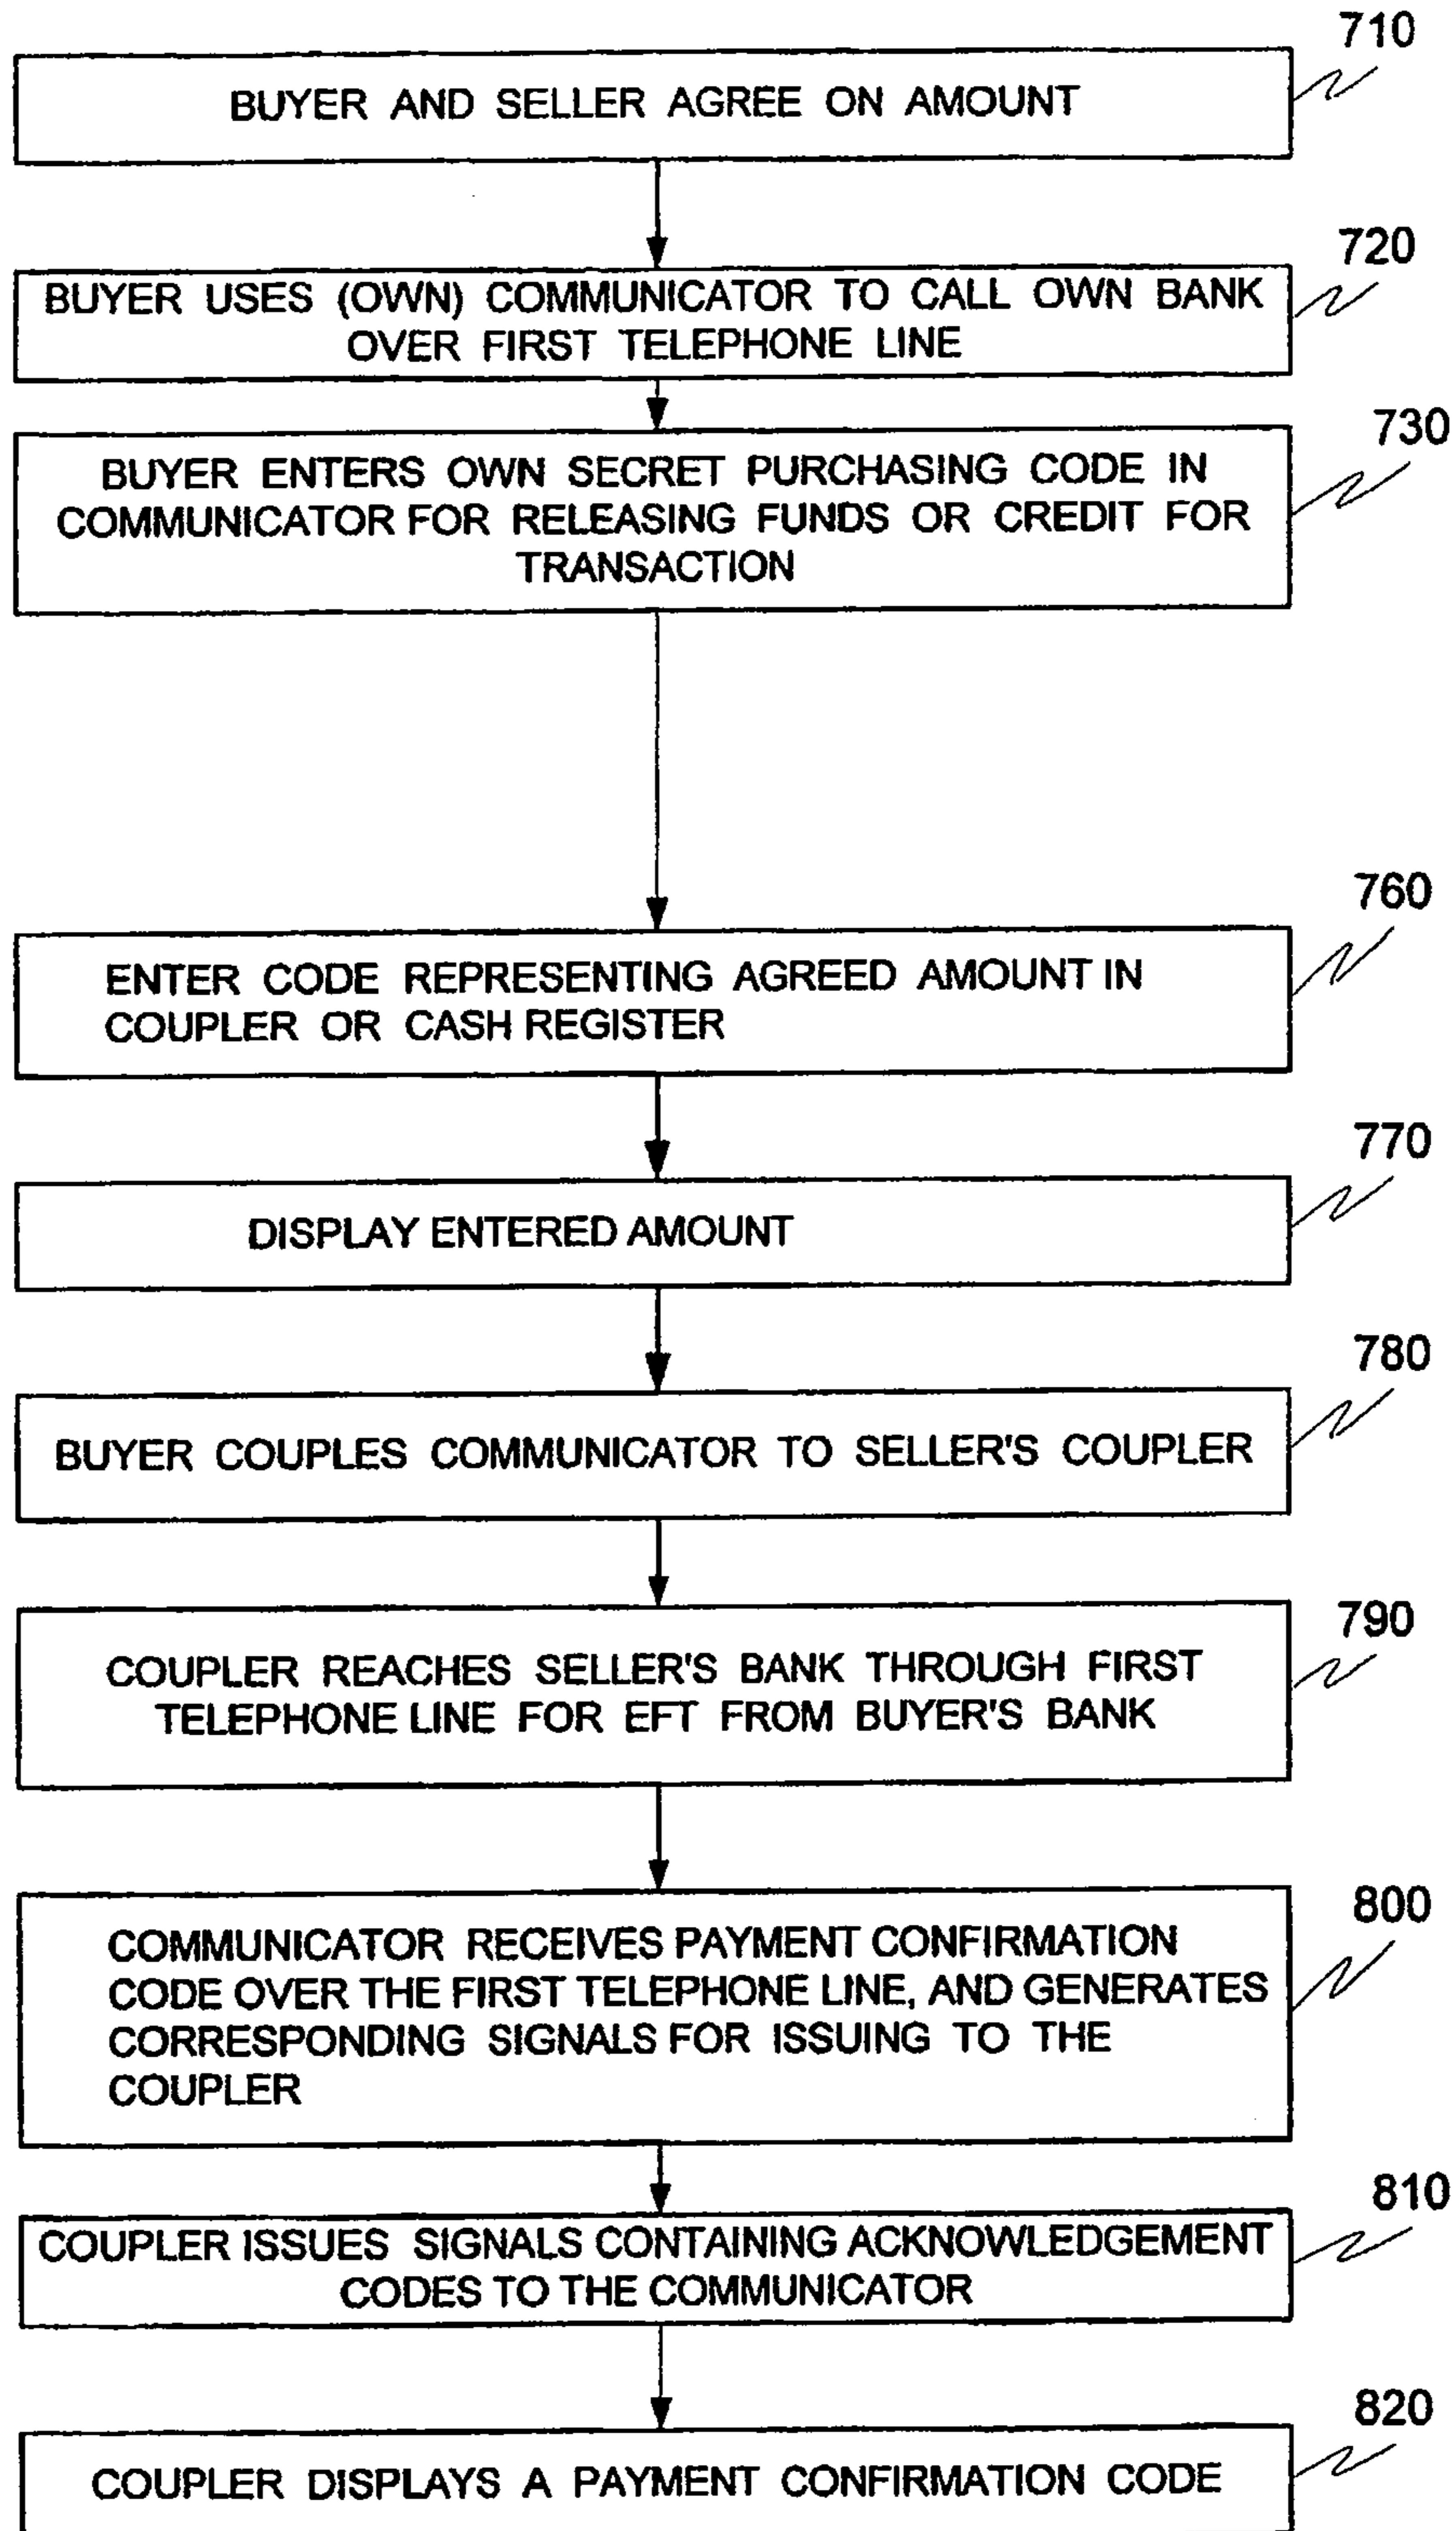 710
BUYER AND SELLER AGREE ON AMOUNT
720
BUYER USES (OWN) COMMUNICATOR TO CALL OWN BANK
OVER FIRST TELEPHONE LINE
730
BUYER ENTERS OWN SECRET PURCHASING CODE IN
COMMUNICATOR FOR RELEASING FUNDS OR CREDIT FOR
TRANSACTION
760
ENTER CODE REPRESENTING AGREED AMOUNT IN
COUPLER OR CASH REGISTER
770
DISPLAY ENTERED AMOUNT
780
BUYER COUPLES COMMUNICATOR TO SELLER'S COUPLER
790
COUPLER REACHES SELLER'S BANK THROUGH FIRST
TELEPHONE LINE FOR EFT FROM BUYER'S BANK
800
COMMUNICATOR RECEIVES PAYMENT CONFIRMATION
CODE OVER THE FIRST TELEPHONE LINE, AND GENERATES
CORRESPONDING SIGNALS FOR ISSUING TO THE
COUPLER
810
COUPLER ISSUES SIGNALS CONTAINING ACKNOWLEDGEMENT
CODES TO THE COMMUNICATOR
820
COUPLER DISPLAYS A PAYMENT CONFIRMATION CODE